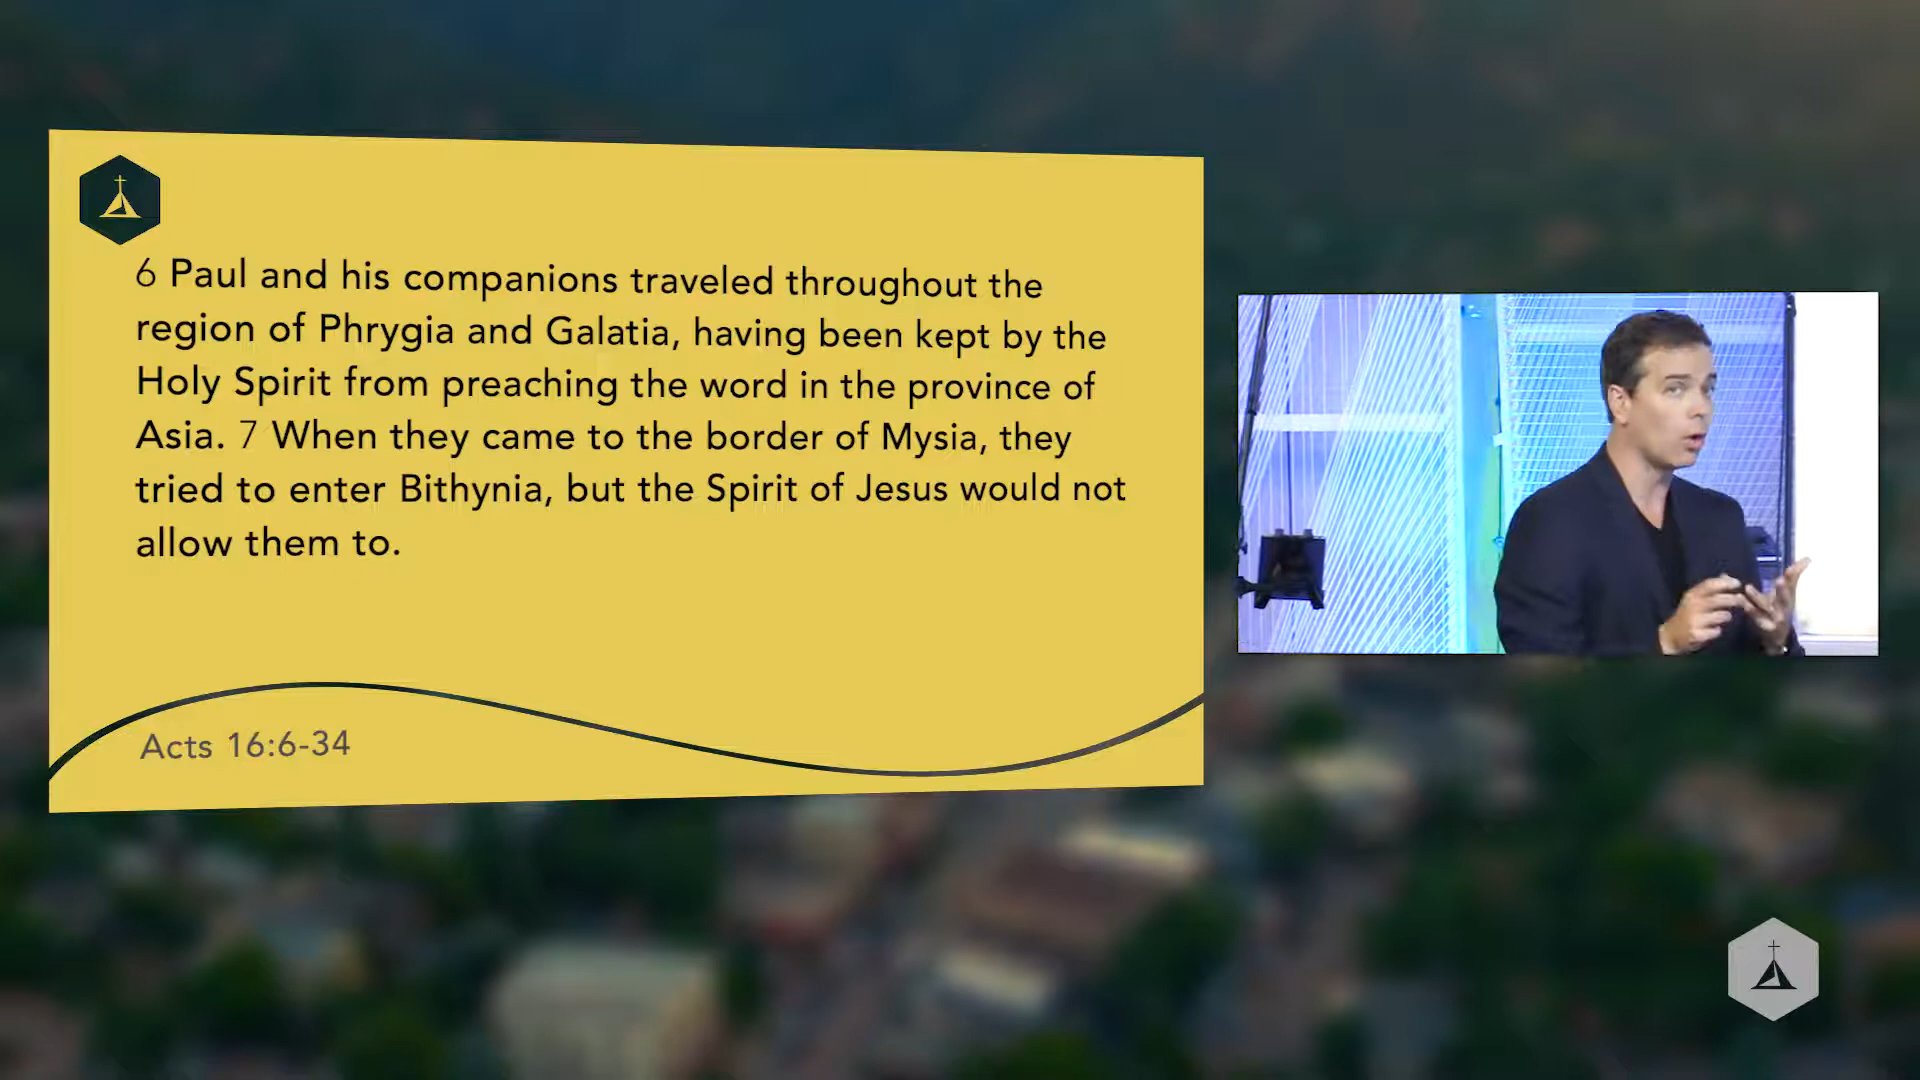 6 Paul and his companions traveled throughout the
region of Phrygia and Galatia, having been kept by the
Holy Spirit from preaching the word in the province of
Asia. 7 When they came to the border of Mysia, they
tried to enter Bithynia, but the Spirit of Jesus would not
allow them to.
Acts 16:6-34